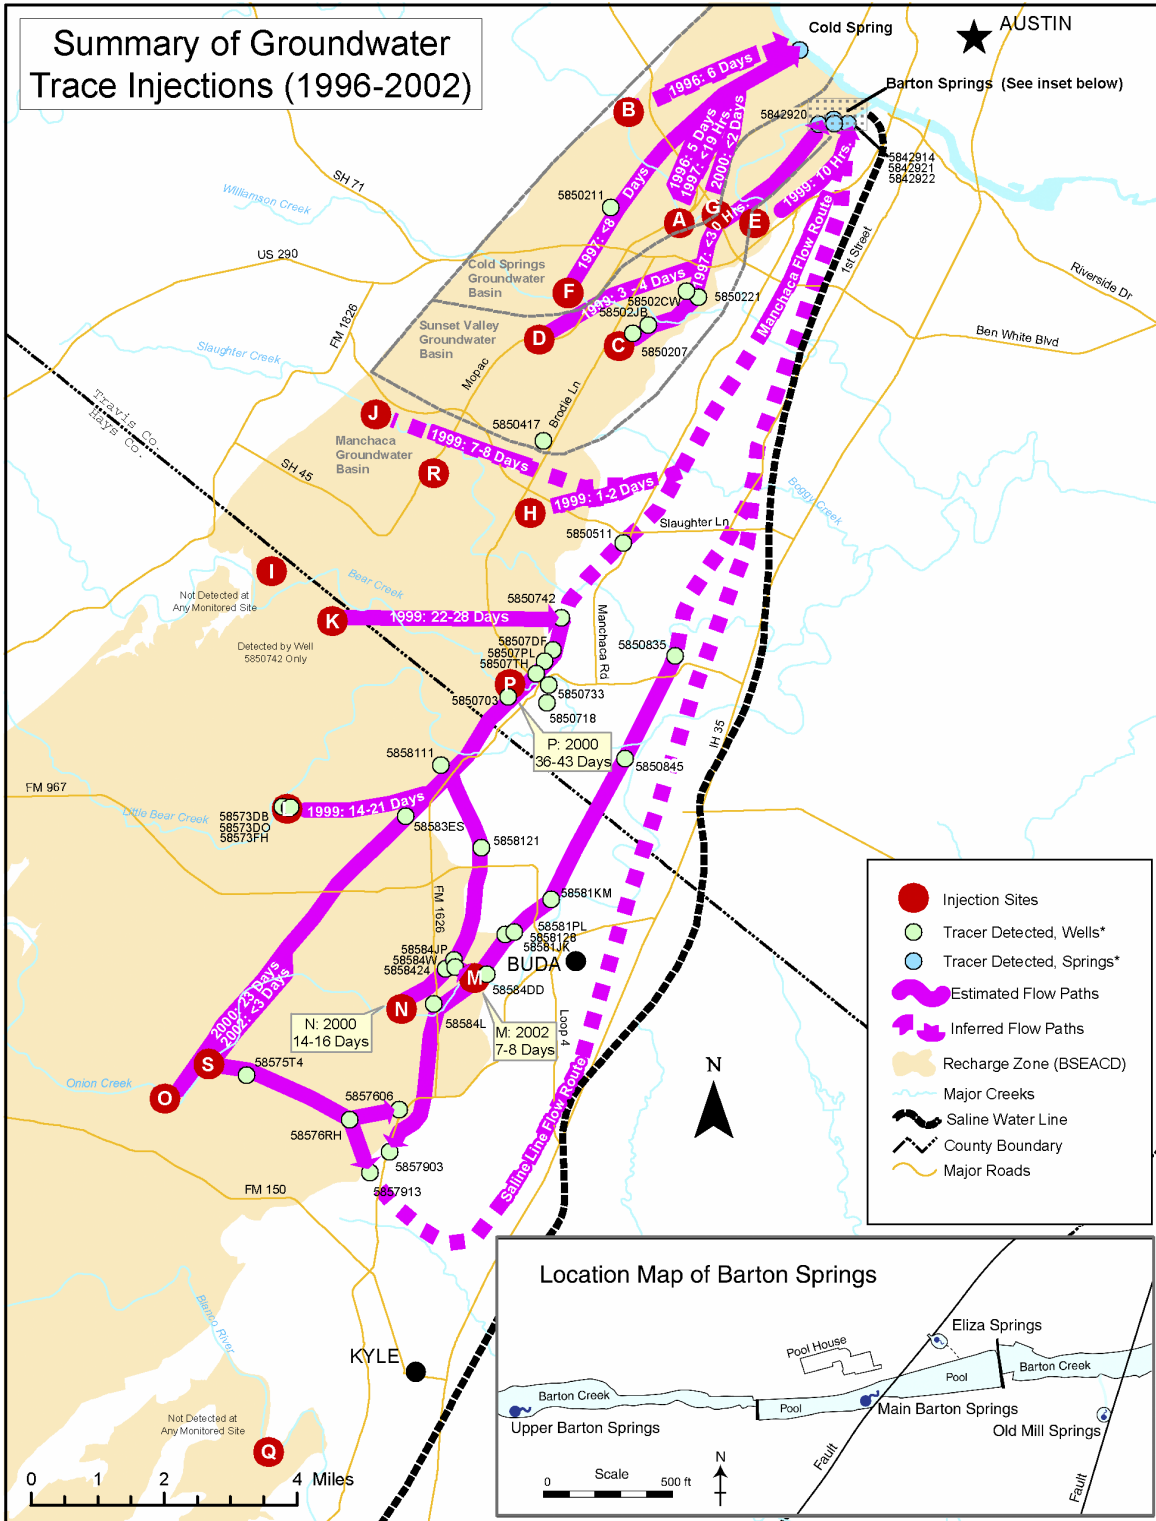 Summary of Groundwater
Trace Injections (1996-2002)
Cold Spring
AUSTIN
Barton Springs (See inset below)
5842920
5842914
5842921
5842922
B
1996: 6 Days
1996: 5 Days
1997: <19 Hrs.
2000: <2 Days
1999: 10 Hrs.
SH 71
Williamson Creek
5850211
1997: <8 Days
A
G
E
1997: <30 Hrs.
US 290
Cold Springs
Groundwater
Basin
F
1999: 3 - 4 Days
58502CW
5850221
58502JB
Manchaca Flow Route
1st Street
Riverside Dr
Ben White Blvd
FM 1826
Sunset Valley
Groundwater
Basin
D
C
5850207
Slaughter Creek
Mopac
Brodie Ln
Travis Co.
Hays Co.
J
5850417
1999: 7-8 Days
Manchaca
Groundwater
Basin
R
SH 45
H
1999: 1-2 Days
Boggy Creek
Slaughter Ln
5850511
I
Not Detected at
Any Monitored Site
Bear Creek
5850742
K
1999: 22-28 Days
Detected by Well
5850742 Only
58507DF
58507PL
58507TH
Manchaca Rd
5850835
P
5850703
5850733
5850718
IH 35
P: 2000
36-43 Days
5858111
5850845
FM 967
Little Bear Creek
1999: 14-21 Days
58573DB
58573DO
58573FH
58583ES
5858121
58581KM
FM 1626
58581PL
5858128
58581JK
58584JP
58584W
5858424
BUDA
M
58584DD
N
N: 2000
14-16 Days
58584L
M: 2002
7-8 Days
Loop 4
2000: 23 Days
2002: <3 Days
S
58575T4
Onion Creek
O
5857606
58576RH
5857903
5857913
Saline Line Flow Route
FM 150
Blanco River
KYLE
Not Detected at
Any Monitored Site
Q
0 1 2 4 Miles
N
Injection Sites
Tracer Detected, Wells*
Tracer Detected, Springs*
Estimated Flow Paths
Inferred Flow Paths
Recharge Zone (BSEACD)
Major Creeks
Saline Water Line
County Boundary
Major Roads
Location Map of Barton Springs
Eliza Springs
Pool House
Barton Creek
Pool
Barton Creek
Pool
Main Barton Springs
Upper Barton Springs
Old Mill Springs
Fault
Fault
Scale
0 500 ft
N